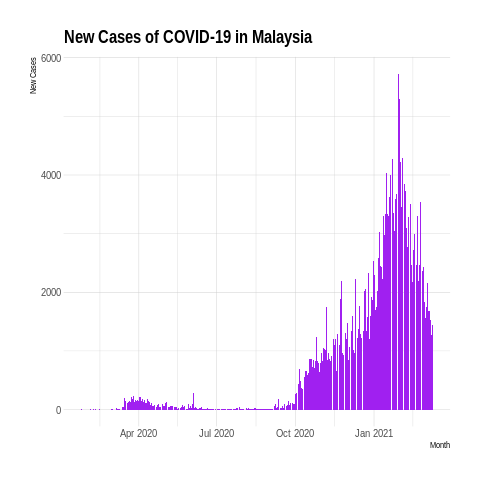 New Cases of COVID-19 in Malaysia
New Cases
6000
4000
2000
0
Apr 2020
Jul 2020
Oct 2020
Jan 2021
Month